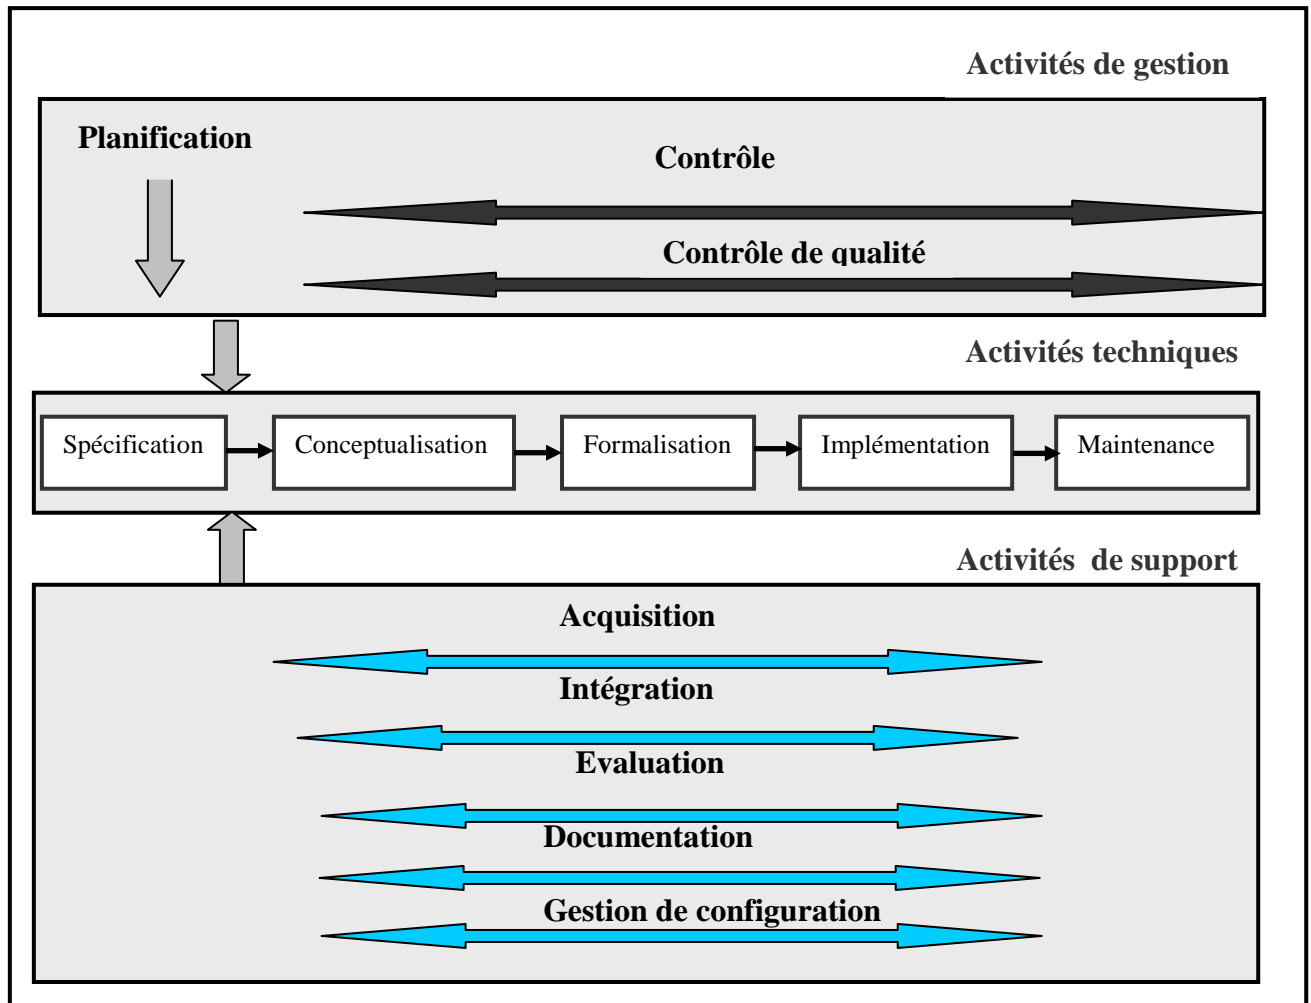 Activités de gestion
Planification
Contrôle
Contrôle de qualité
Activités techniques
Spécification
Conceptualisation
Formalisation
Implémentation
Maintenance
Activités de support
Acquisition
Intégration
Evaluation
Documentation
Gestion de configuration